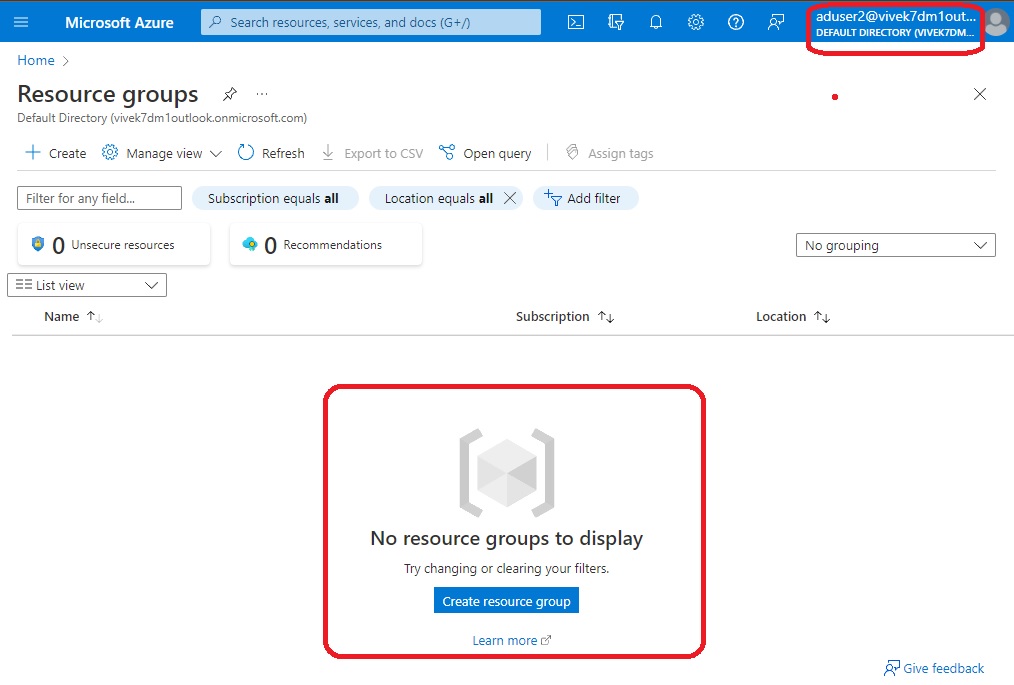 Microsoft Azure
Search resources, services, and docs (G+/)
aduser2@vivek7dm1out...
DEFAULT DIRECTORY (VIVEK7DM...
Home
Resource groups
...
Default Directory (vivek7dm1outlook.onmicrosoft.com)
Create
Manage view
Refresh
Export to CSV
Open query
Assign tags
Filter for any field...
Subscription equals all
Location equals all
Add filter
0 Unsecure resources
0 Recommendations
No grouping
List view
Name
Subscription
Location
No resource groups to display
Try changing or clearing your filters.
Create resource group
Learn more
Give feedback